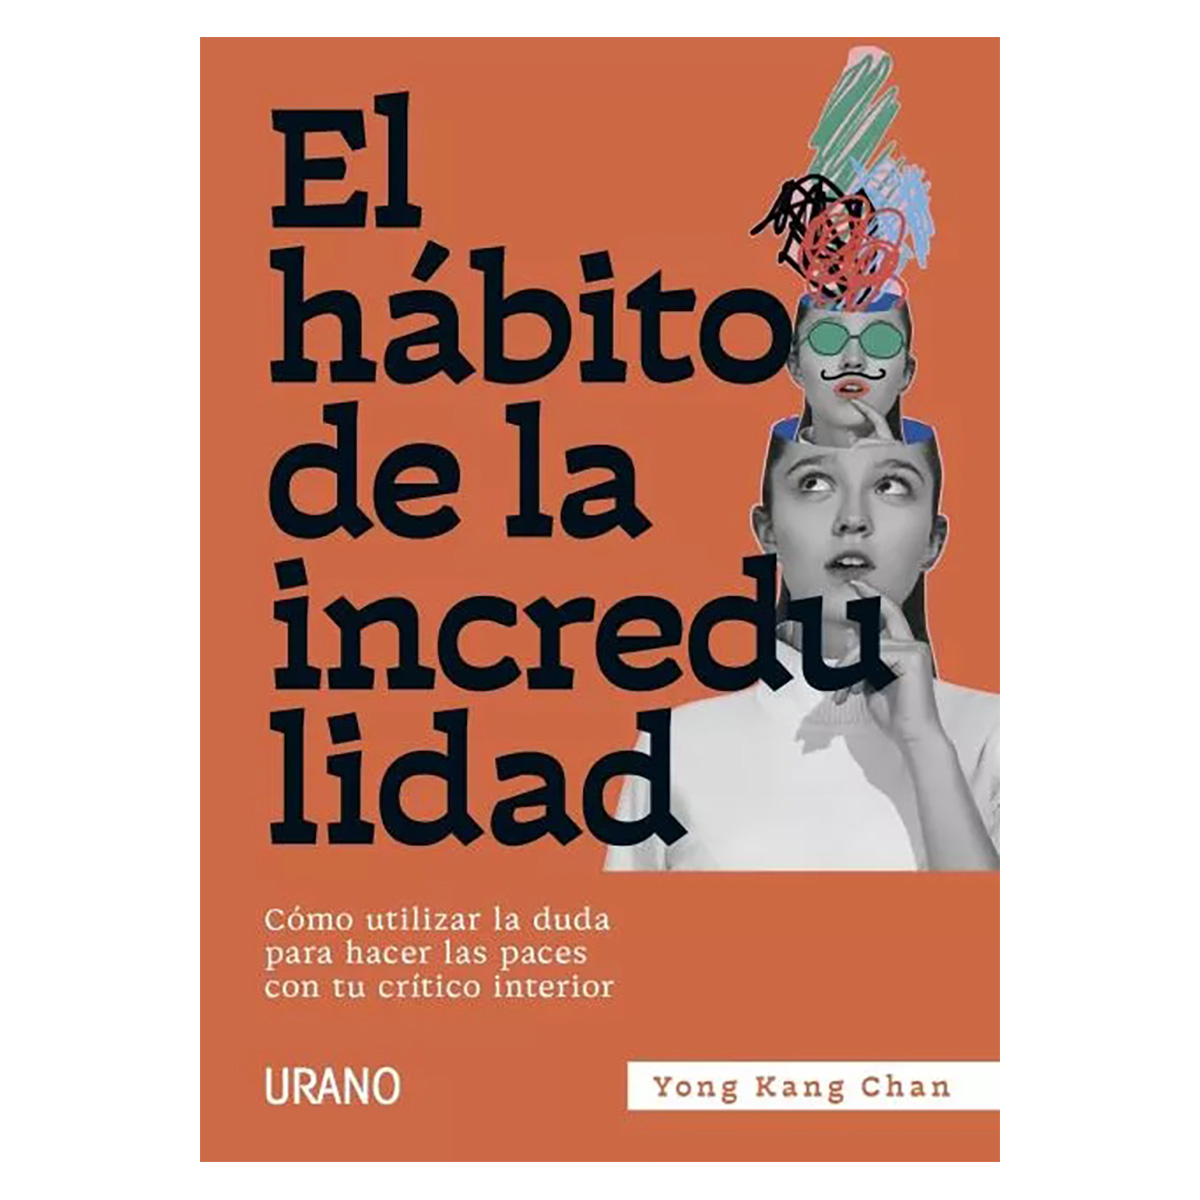 El
hábito
de la
incredu
lidad
Cómo utilizar la duda
para hacer las paces
con tu crítico interior
URANO
Yong Kang Chan